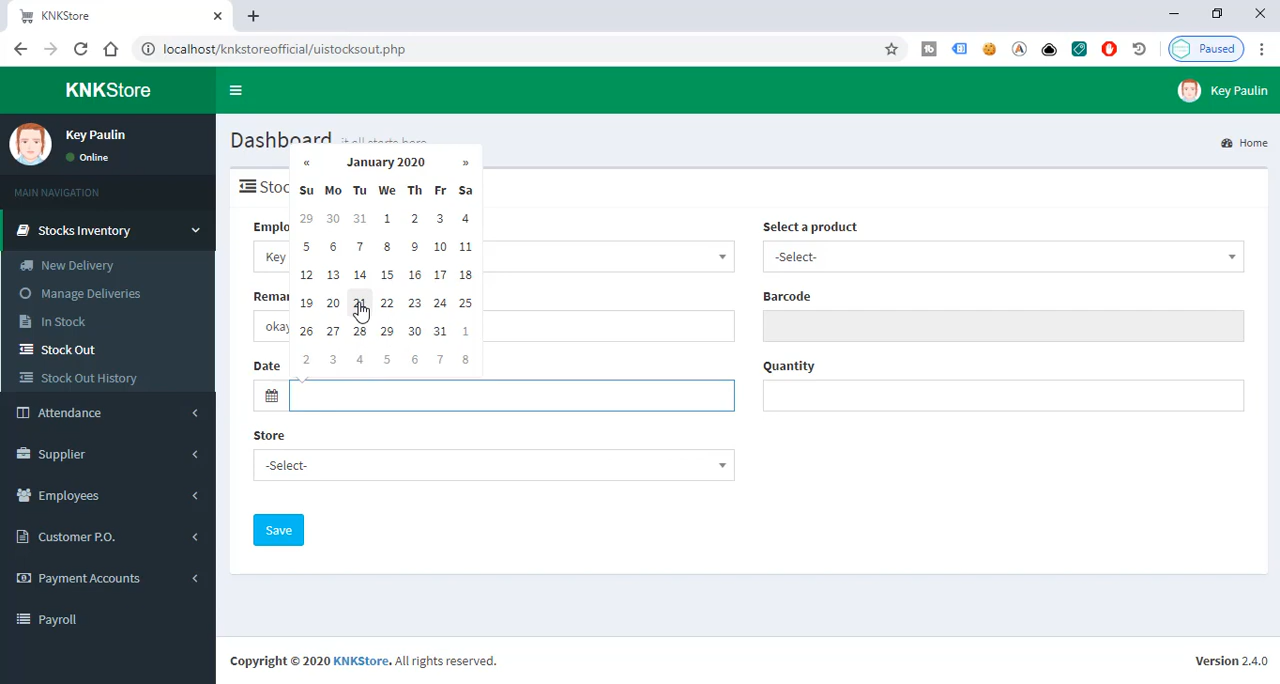 KNKStore
localhost/knkstoreofficial/uistocksout.php
Paused
KNKStore
Key Paulin
Key Paulin
Online
MAIN NAVIGATION
Stocks Inventory
New Delivery
Manage Deliveries
In Stock
Stock Out
Stock Out History
Attendance
Supplier
Employees
Customer P.O.
Payment Accounts
Payroll
Dashboard it all starts here
Home
Stoc
« January 2020 »
Su Mo Tu We Th Fr Sa
29 30 31 1 2 3 4
5 6 7 8 9 10 11
12 13 14 15 16 17 18
19 20 21 22 23 24 25
26 27 28 29 30 31 1
2 3 4 5 6 7 8
Emplo
Key
Remar
okay
Date
Store
-Select-
Save
Select a product
-Select-
Barcode
Quantity
Copyright © 2020 KNKStore. All rights reserved.
Version 2.4.0